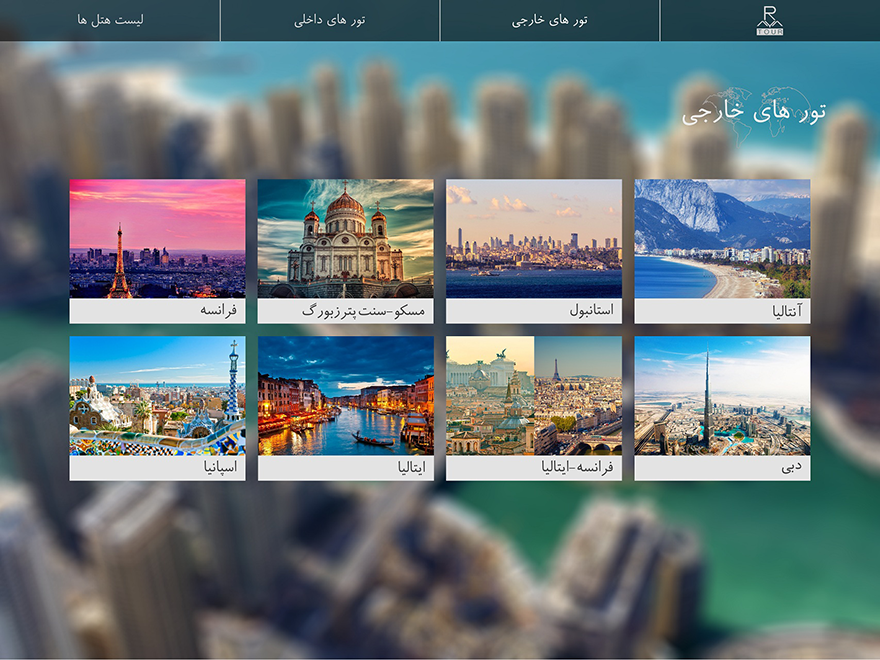 R
TOUR
تور های خارجی
تور های داخلی
لیست هتل ها
تور های خارجی
آنتالیا
استانبول
مسکو-سنت پترزبورگ
فرانسه
دبی
فرانسه-ایتالیا
ایتالیا
اسپانیا